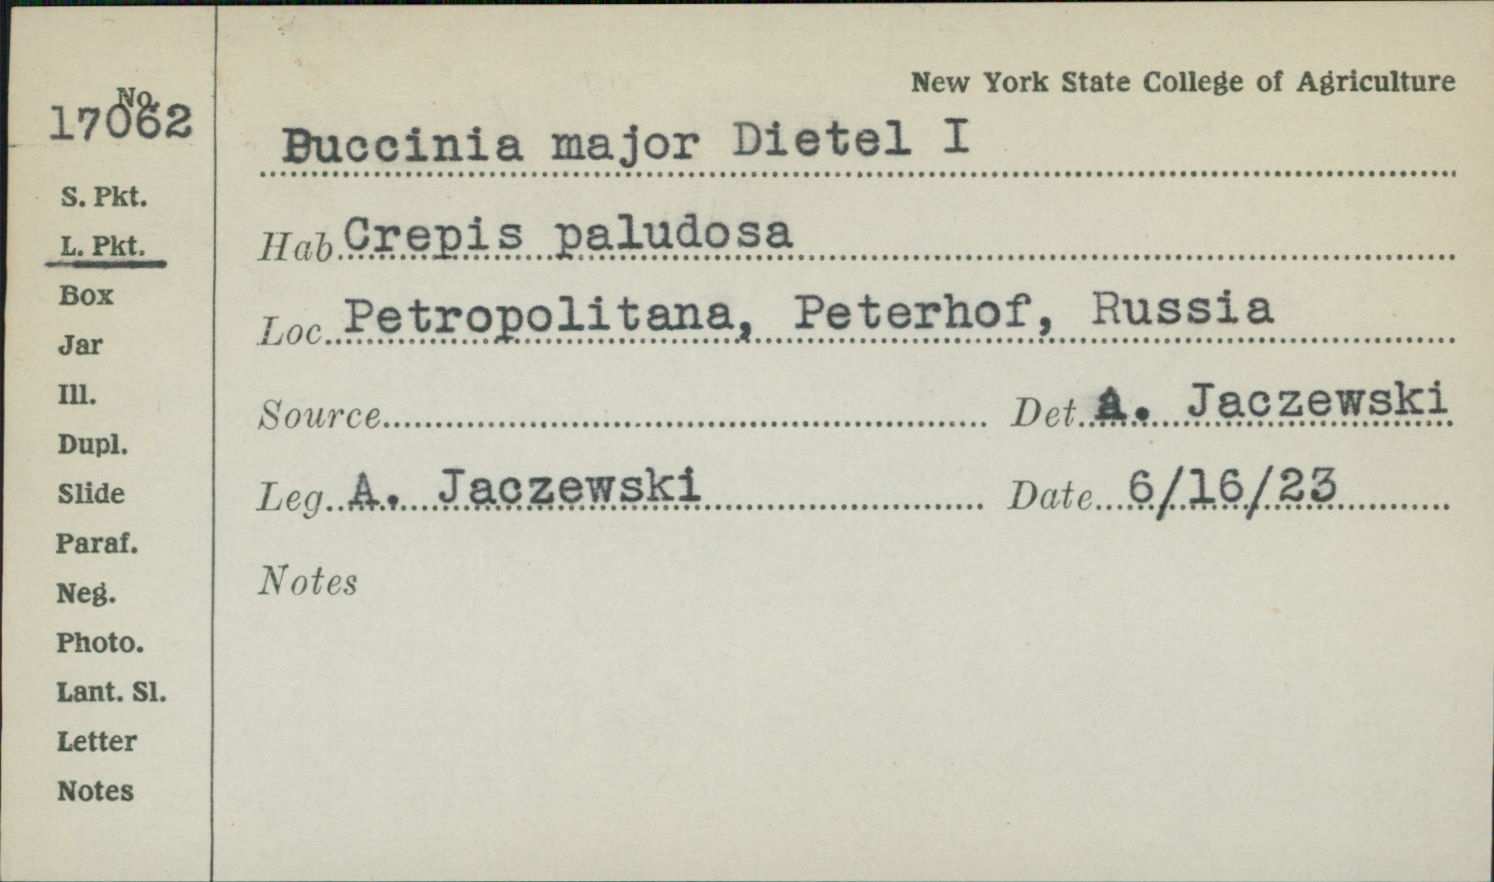 New York State College of Agriculture
No.
17062
Puccinia major Dietel I
S. Pkt.
Hab Crepis paludosa
L. Pkt.
Box
Loc. Petropolitana, Peterhof, Russia
Jar
Ill.
Source Det. A. Jaczewski
Dupl.
Slide
Leg. A. Jaczewski Date 6/16/23
Paraf.
Notes
Neg.
Photo.
Lant. Sl.
Letter
Notes